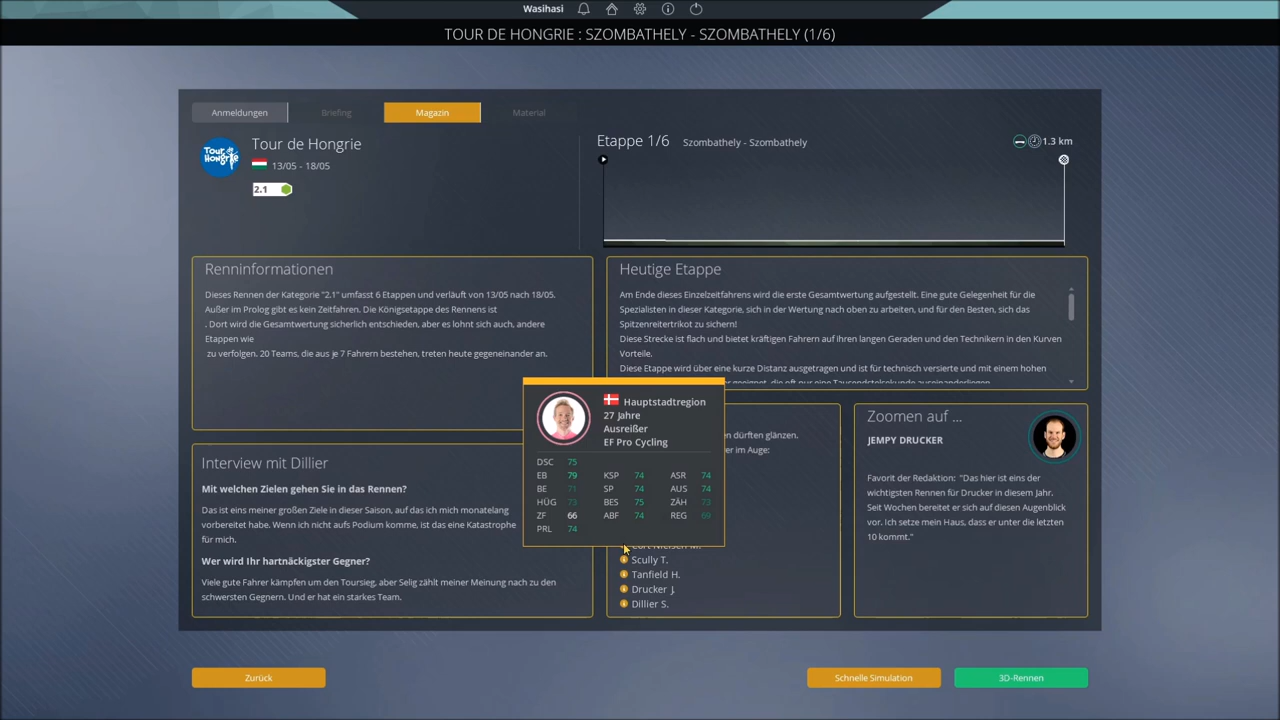 Wasihasi
TOUR DE HONGRIE : SZOMBATHELY - SZOMBATHELY (1/6)
Anmeldungen
Briefing
Magazin
Material
Tour de Hongrie
Tour de Hongrie
13/05 - 18/05
2.1
Etappe 1/6
Szombathely - Szombathely
1.3 km
Renninformationen
Dieses Rennen der Kategorie "2.1" umfasst 6 Etappen und verläuft von 13/05 nach 18/05.
Außer im Prolog gibt es kein Zeitfahren. Die Königsetappe des Rennens ist
. Dort wird die Gesamtwertung sicherlich entschieden, aber es lohnt sich auch, andere
Etappen wie
zu verfolgen. 20 Teams, die aus je 7 Fahrern bestehen, treten heute gegeneinander an.
Heutige Etappe
Am Ende dieses Einzelzeitfahrens wird die erste Gesamtwertung aufgestellt. Eine gute Gelegenheit für die
Spezialisten in dieser Kategorie, sich in der Wertung nach oben zu arbeiten, und für den Besten, sich das
Spitzenreitertrikot zu sichern!
Diese Strecke ist flach und bietet kräftigen Fahrern auf ihren langen Geraden und den Technikern in den Kurven
Vorteile.
Diese Etappe wird über eine kurze Distanz ausgetragen und ist für technisch versierte und mit einem hohen
Interview mit Dillier
Mit welchen Zielen gehen Sie in das Rennen?
Das ist eins meiner großen Ziele in dieser Saison, auf das ich mich monatelang
vorbereitet habe. Wenn ich nicht aufs Podium komme, ist das eine Katastrophe
für mich.
Wer wird Ihr hartnäckigster Gegner?
Viele gute Fahrer kämpfen um den Toursieg, aber Selig zählt meiner Meinung nach zu den
schwersten Gegnern. Und er hat ein starkes Team.
Hauptstadtregion
27 Jahre
Ausreißer
EF Pro Cycling
DSC 75
EB 79 KSP 74 ASR 74
BE 71 SP 74 AUS 74
HÜG 73 BES 75 ZÄH 73
ZF 66 ABF 74 REG 69
PRL 74
en dürften glänzen.
im Auge:
Cort Nielsen M.
Scully T.
Tanfield H.
Drucker J.
Dillier S.
Zoomen auf ...
JEMPY DRUCKER
Favorit der Redaktion: "Das hier ist eins der
wichtigsten Rennen für Drucker in diesem Jahr.
Seit Wochen bereitet er sich auf diesen Augenblick
vor. Ich setze mein Haus, dass er unter die letzten
10 kommt."
Zurück
Schnelle Simulation
3D-Rennen